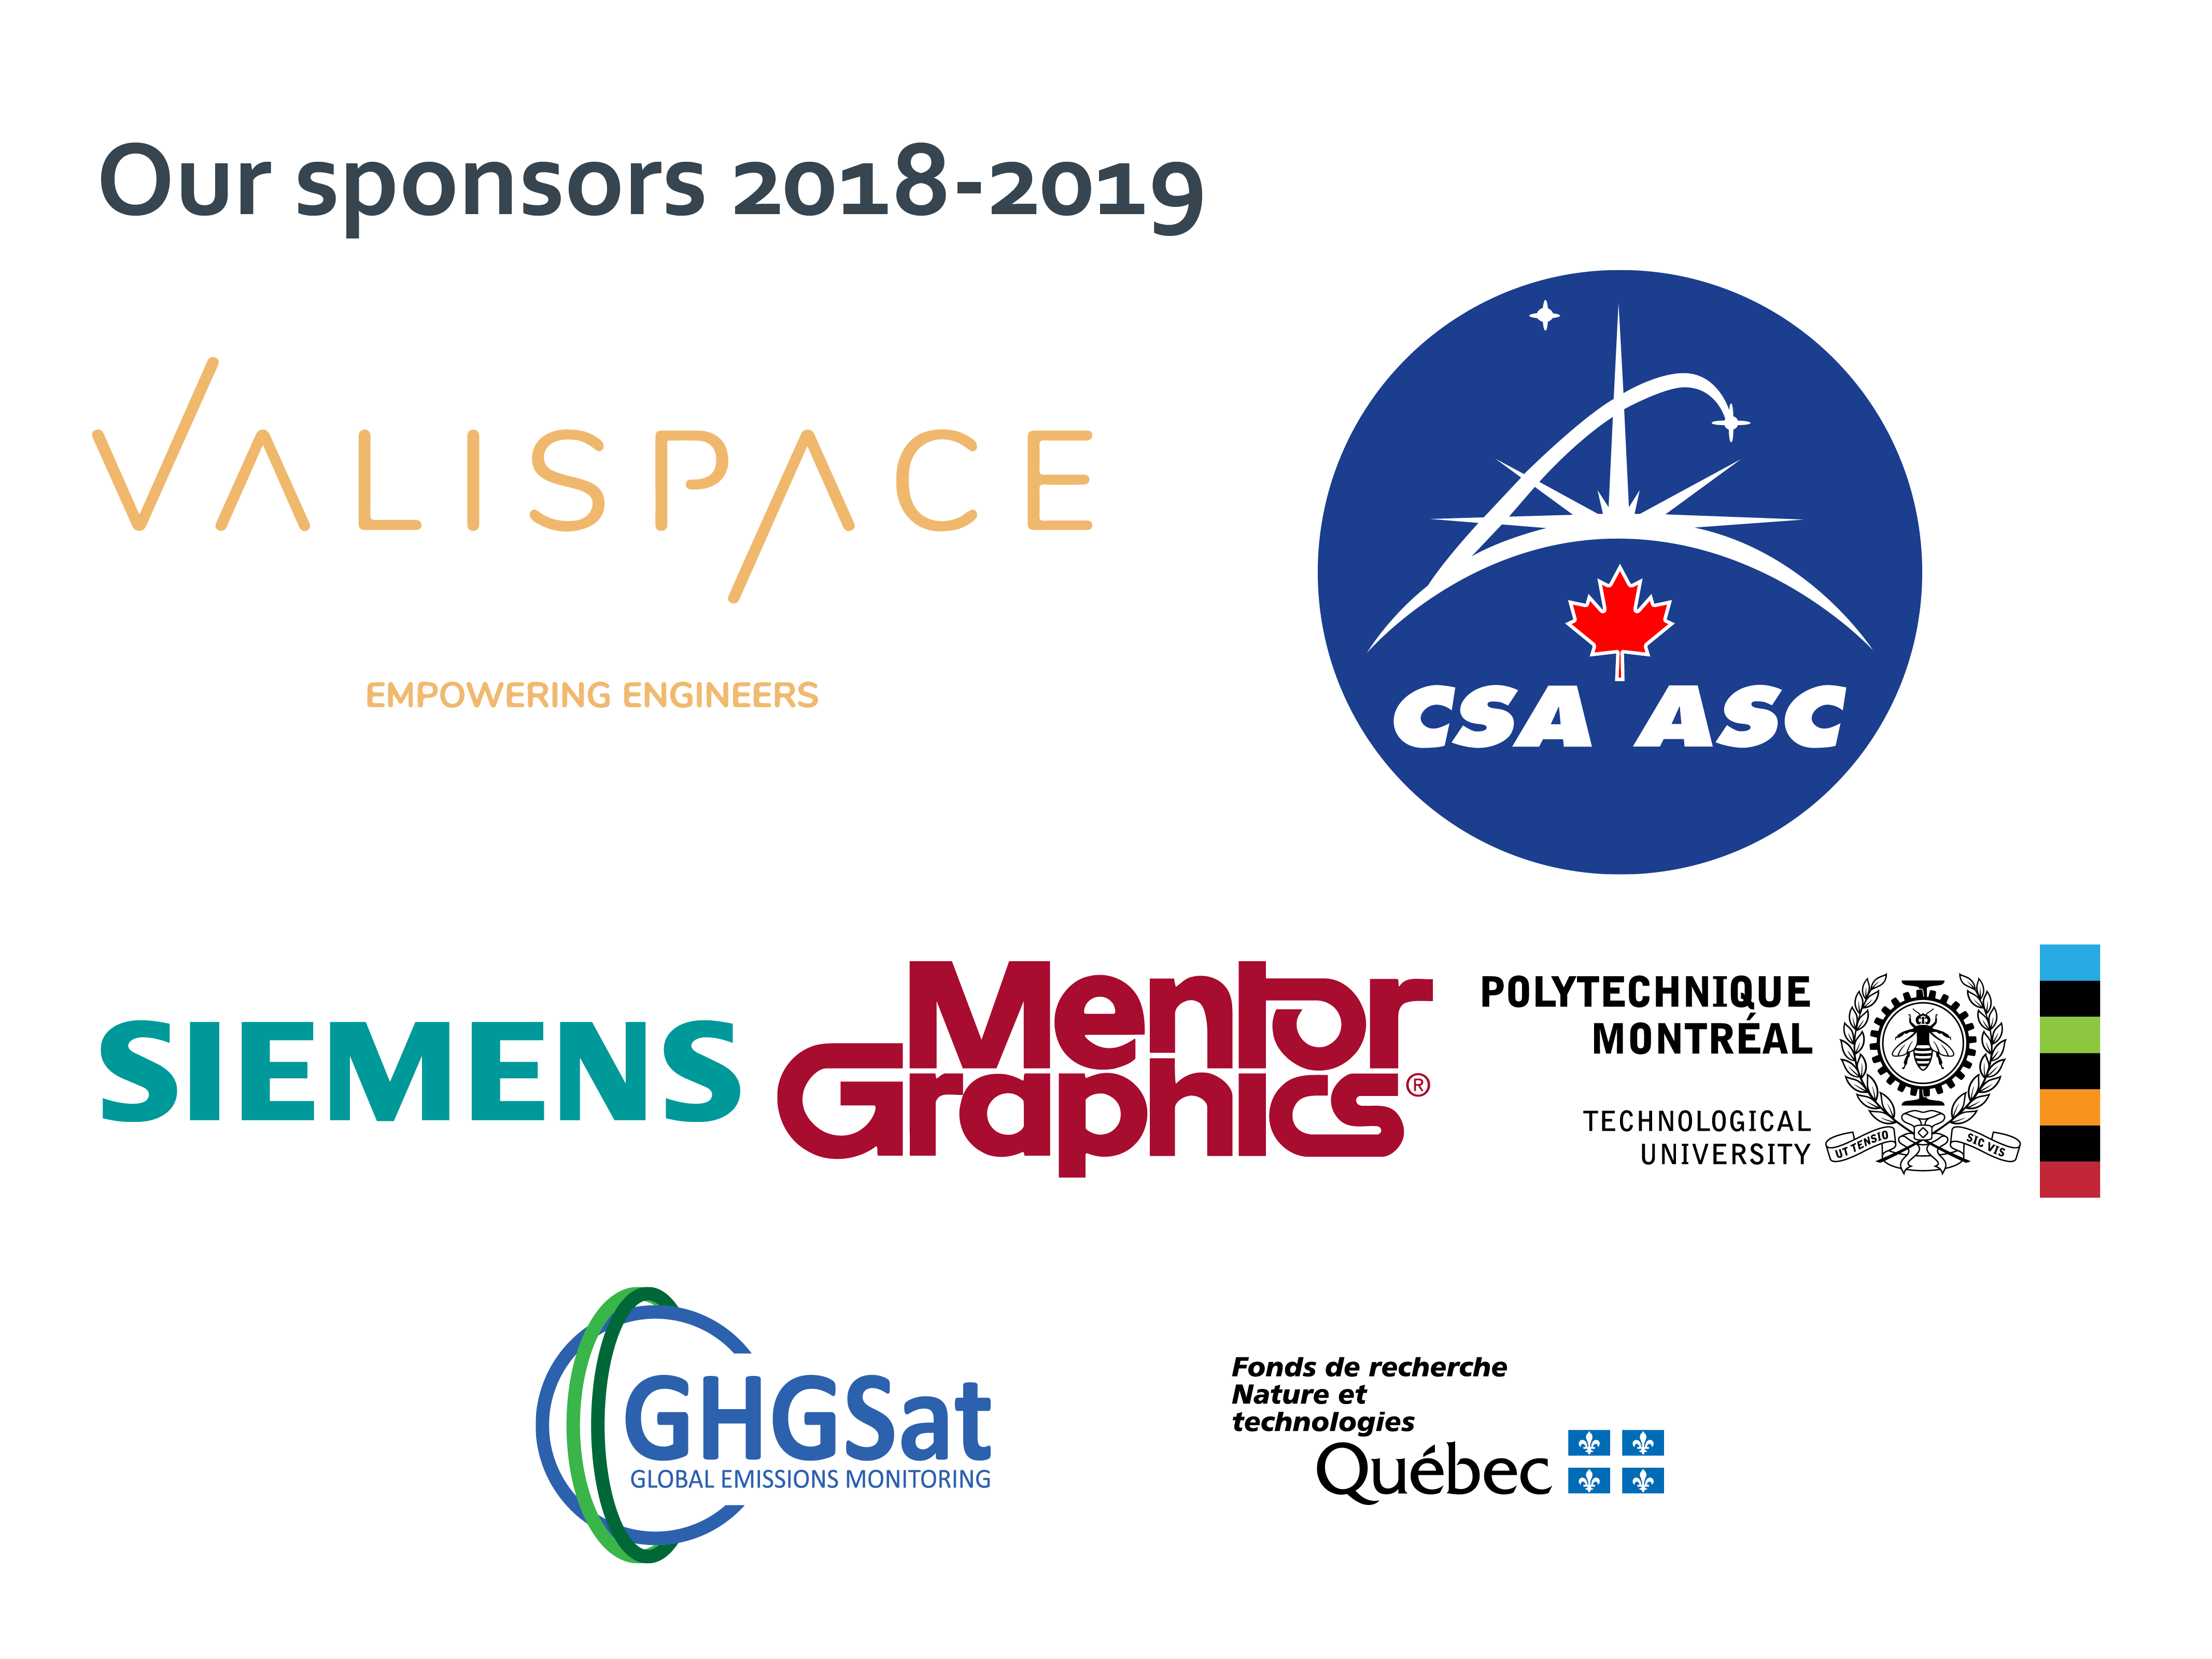 Our sponsors 2018-2019
VALISPACE
EMPOWERING ENGINEERS
CSA ASC
SIEMENS
Mentor
Graphics®
POLYTECHNIQUE
MONTRÉAL
TECHNOLOGICAL
UNIVERSITY
UT TENSIO SIC VIS
GHGSat
GLOBAL EMISSIONS MONITORING
Fonds de recherche
Nature et
technologies
Québec